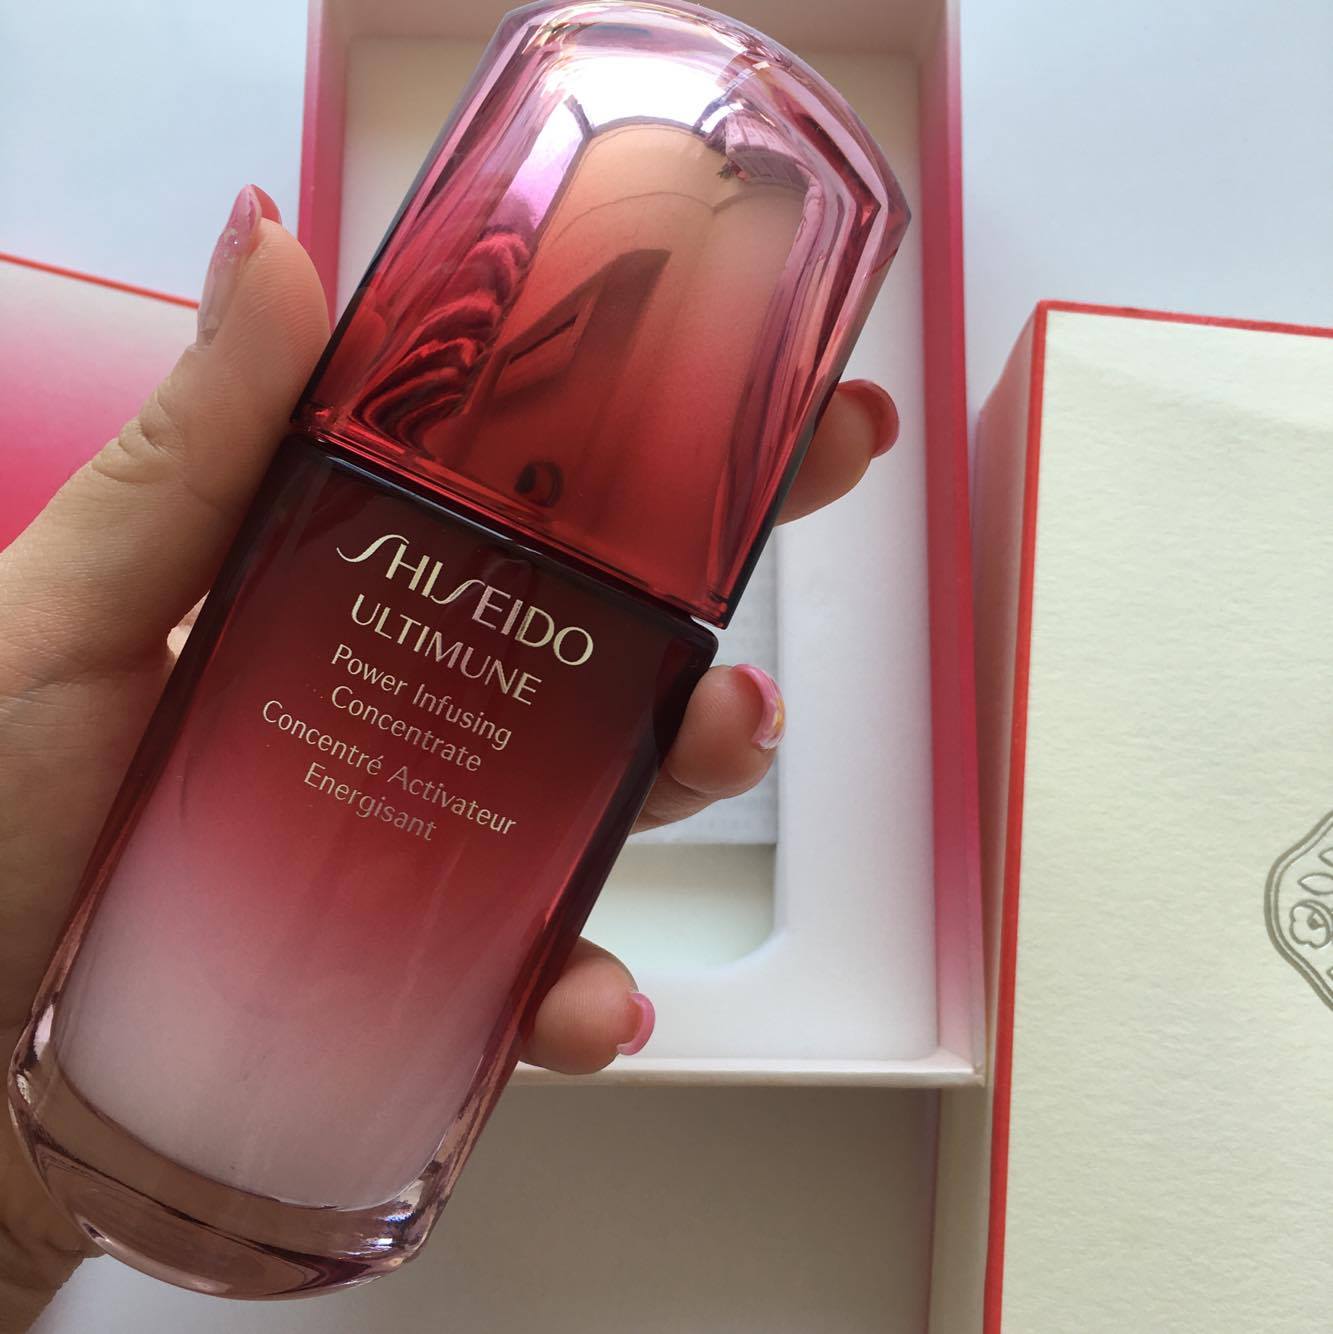 SHISEIDO
ULTIMUNE
Power Infusing
Concentrate
Concentré Activateur
Energisant